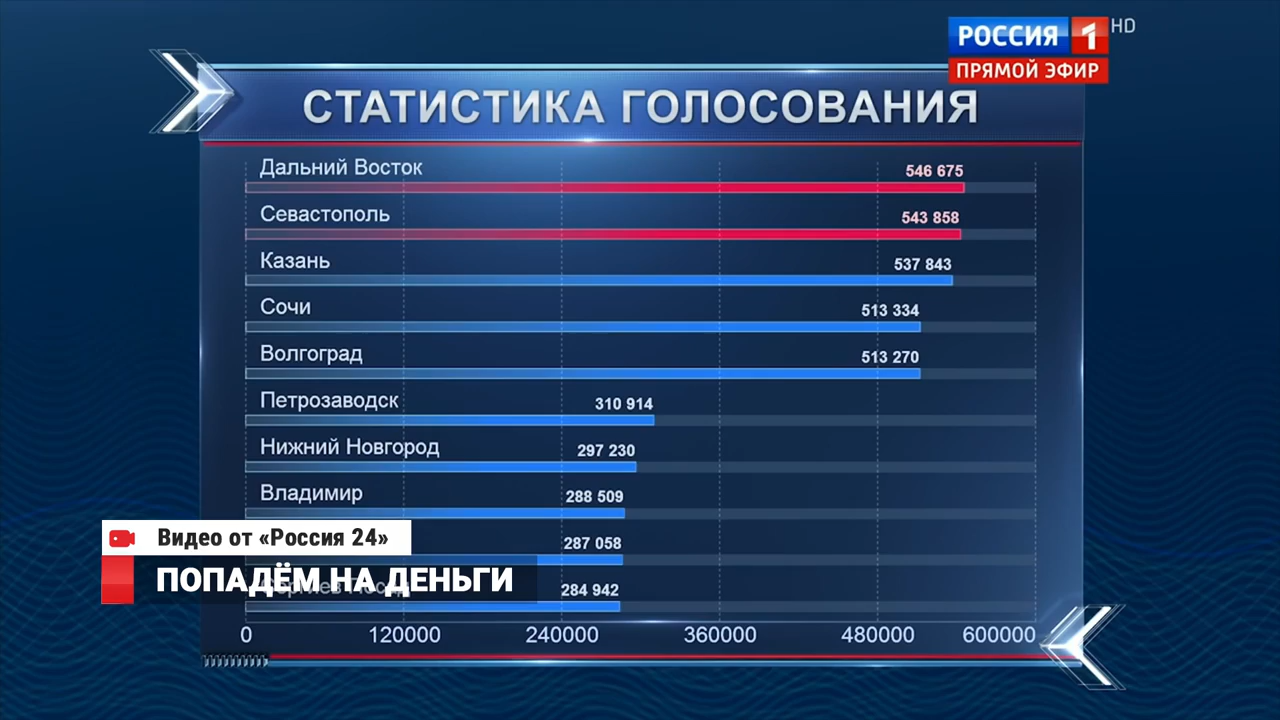 РОССИЯ 1 HD
ПРЯМОЙ ЭФИР
СТАТИСТИКА ГОЛОСОВАНИЯ
Дальний Восток 546 675
Севастополь 543 858
Казань 537 843
Сочи 513 334
Волгоград 513 270
Петрозаводск 310 914
Нижний Новгород 297 230
Владимир 288 509
Видео от «Россия 24»
287 058
ПОПАДЁМ НА ДЕНЬГИ
284 942
0 120000 240000 360000 480000 600000